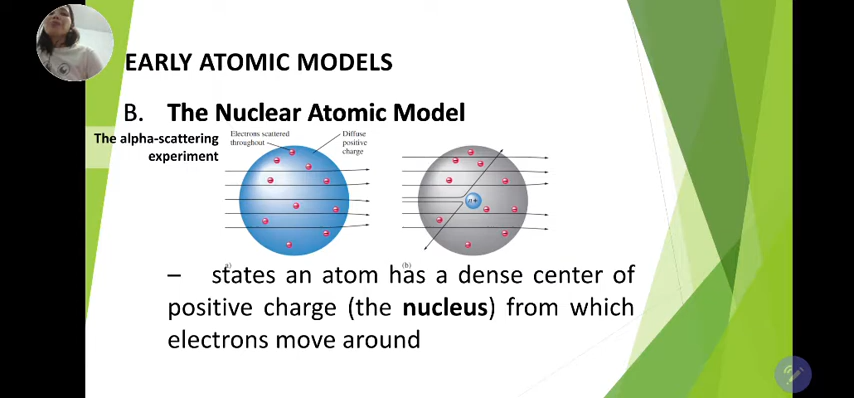 EARLY ATOMIC MODELS
B. The Nuclear Atomic Model
The alpha-scattering
experiment
Electrons scattered
throughout
Diffuse
positive
charge
n+
a)
(b)
– states an atom has a dense center of
positive charge (the nucleus) from which
electrons move around